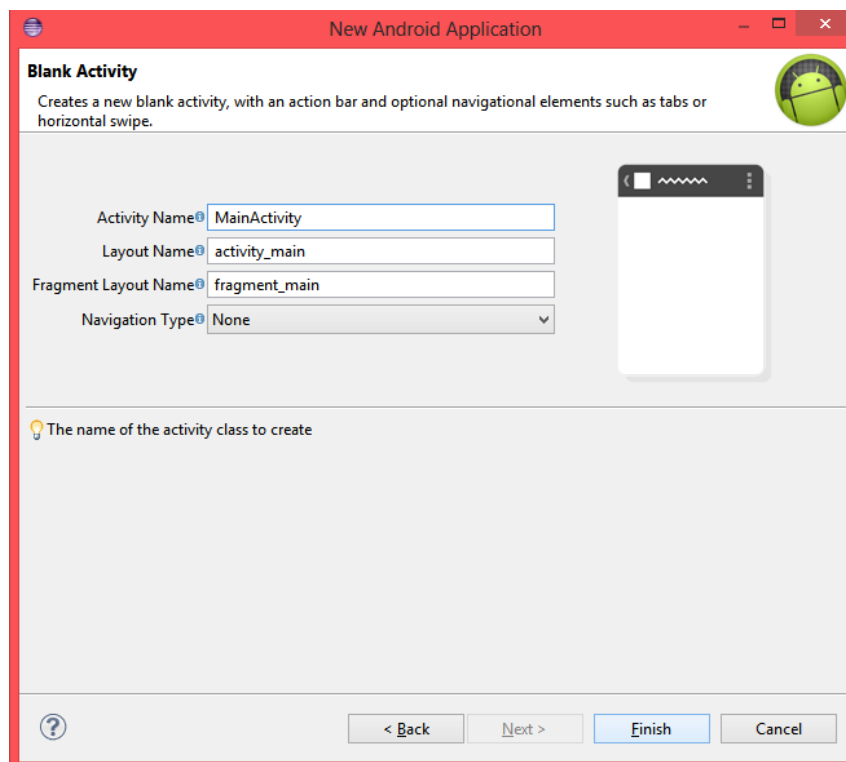 New Android Application
Blank Activity
Creates a new blank activity, with an action bar and optional navigational elements such as tabs or
horizontal swipe.
Activity Name MainActivity
Layout Name activity_main
Fragment Layout Name fragment_main
Navigation Type None
The name of the activity class to create
< Back Next > Finish Cancel